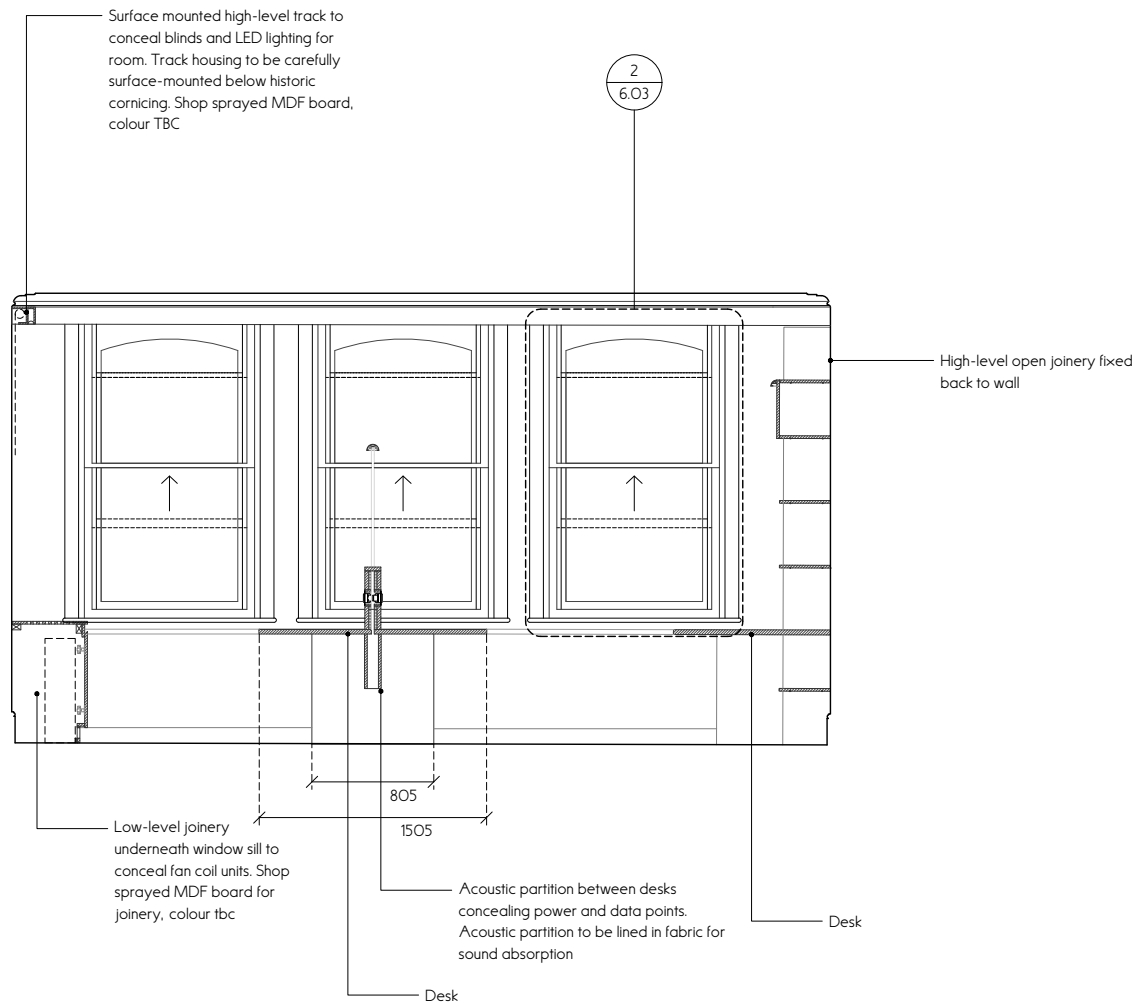 Surface mounted high-level track to
conceal blinds and LED lighting for
room. Track housing to be carefully
surface-mounted below historic
cornicing. Shop sprayed MDF board,
colour TBC
2
6.03
High-level open joinery fixed
back to wall
805
1505
Low-level joinery
underneath window sill to
conceal fan coil units. Shop
sprayed MDF board for
joinery, colour tbc
Acoustic partition between desks
concealing power and data points.
Acoustic partition to be lined in fabric for
sound absorption
Desk
Desk